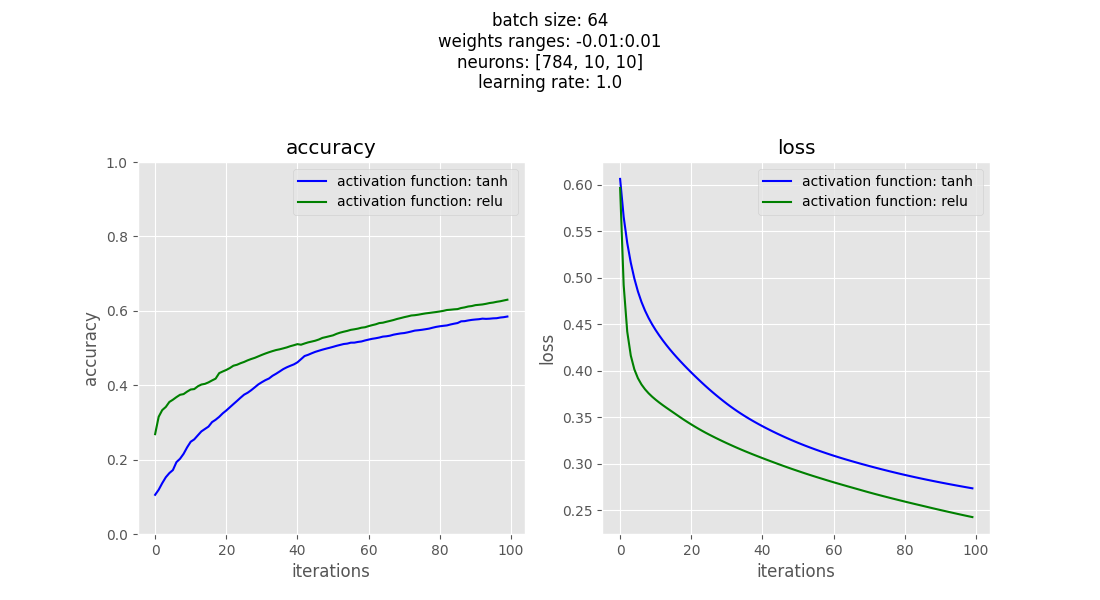 batch size: 64
weights ranges: -0.01:0.01
neurons: [784, 10, 10]
learning rate: 1.0
accuracy
activation function: tanh
activation function: relu
1.0
0.8
0.6
0.4
0.2
0.0
accuracy
0 20 40 60 80 100
iterations
loss
activation function: tanh
activation function: relu
0.60
0.55
0.50
0.45
0.40
0.35
0.30
0.25
loss
0 20 40 60 80 100
iterations